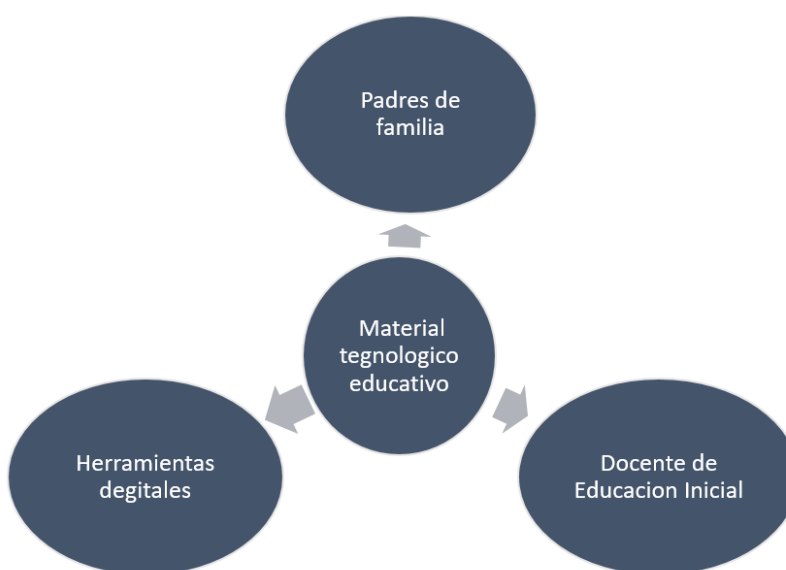 Padres de
familia
Material
tegnologico
educativo
Herramientas
degitales
Docente de
Educacion Inicial